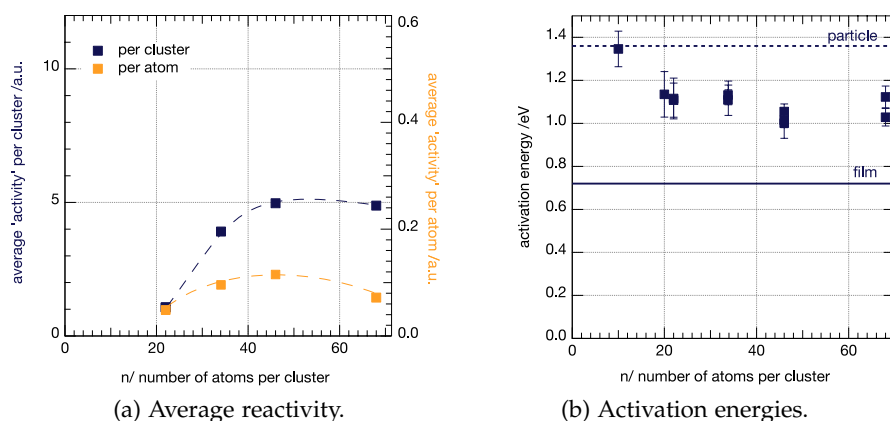 average 'activity' per cluster /a.u.
10
5
0
per cluster
per atom
0.6
0.4
0.2
0.0
average 'activity' per
atom /a.u.
0
20
40
60
n/ number of atoms per cluster
(a) Average reactivity.
activation energy /eV
1.4
1.2
1.0
0.8
0.6
0.4
0.2
0.0
particle
film
0
20
40
60
n/ number of atoms per cluster
(b) Activation energies.